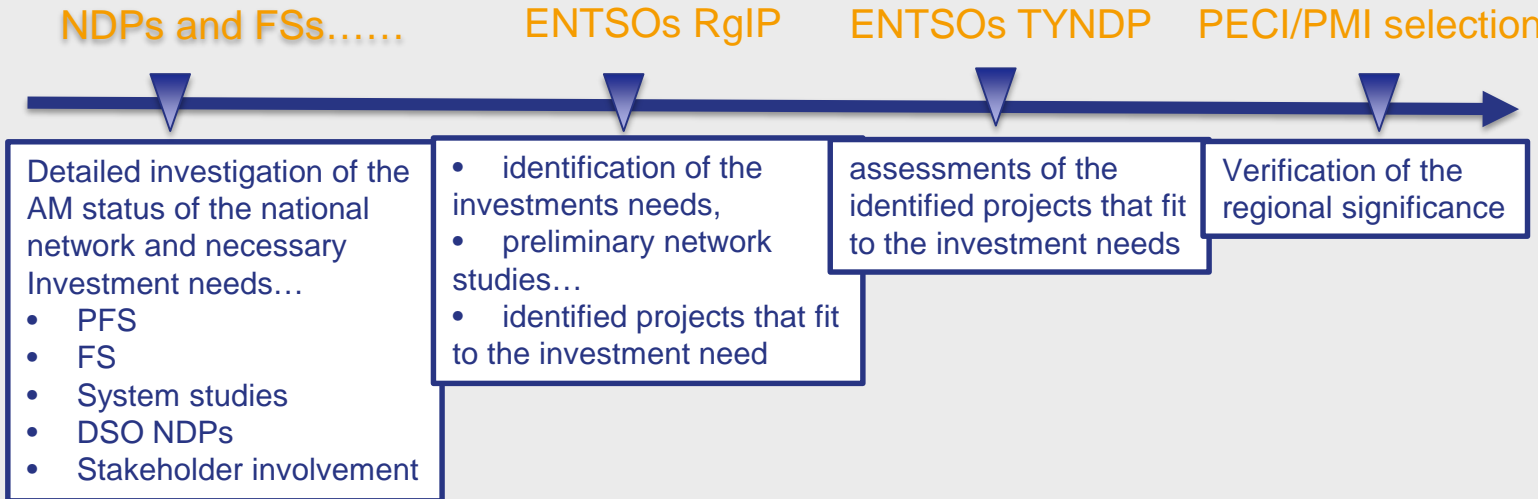 NDPs and FSs……
ENTSOs RgIP
ENTSOs TYNDP
PECI/PMI selection
Detailed investigation of the
AM status of the national
network and necessary
Investment needs…
• PFS
• FS
• System studies
• DSO NDPs
• Stakeholder involvement
• identification of the
investments needs,
• preliminary network
studies…
• identified projects that fit
to the investment need
assessments of the
identified projects that fit
to the investment needs
Verification of the
regional significance